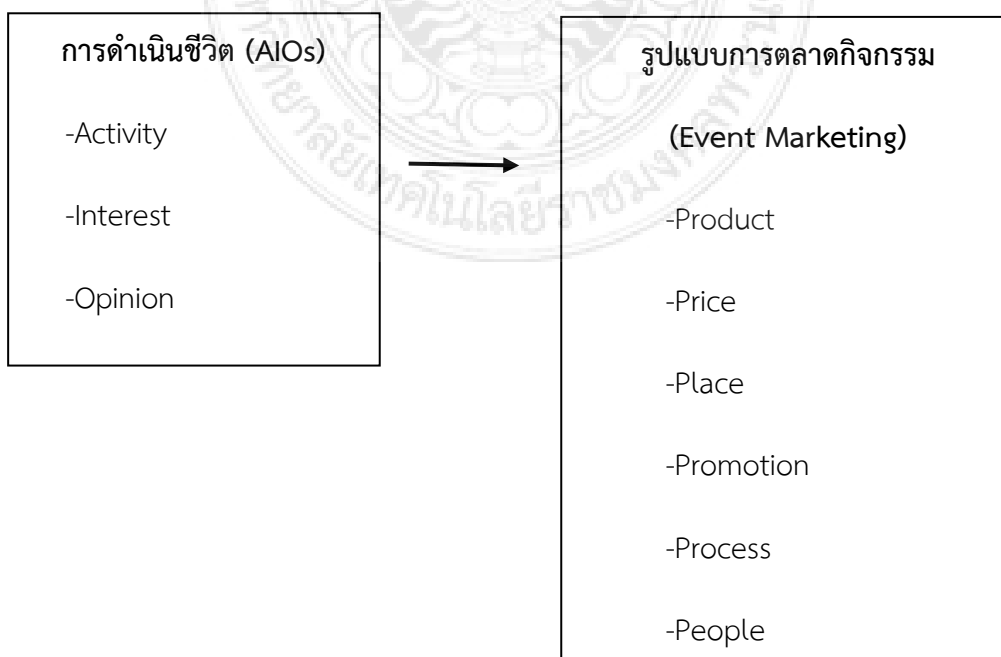 การดำเนินชีวิต (AIOs)
-Activity
-Interest
-Opinion
รูปแบบการตลาดกิจกรรม
(Event Marketing)
-Product
-Price
-Place
-Promotion
-Process
-People